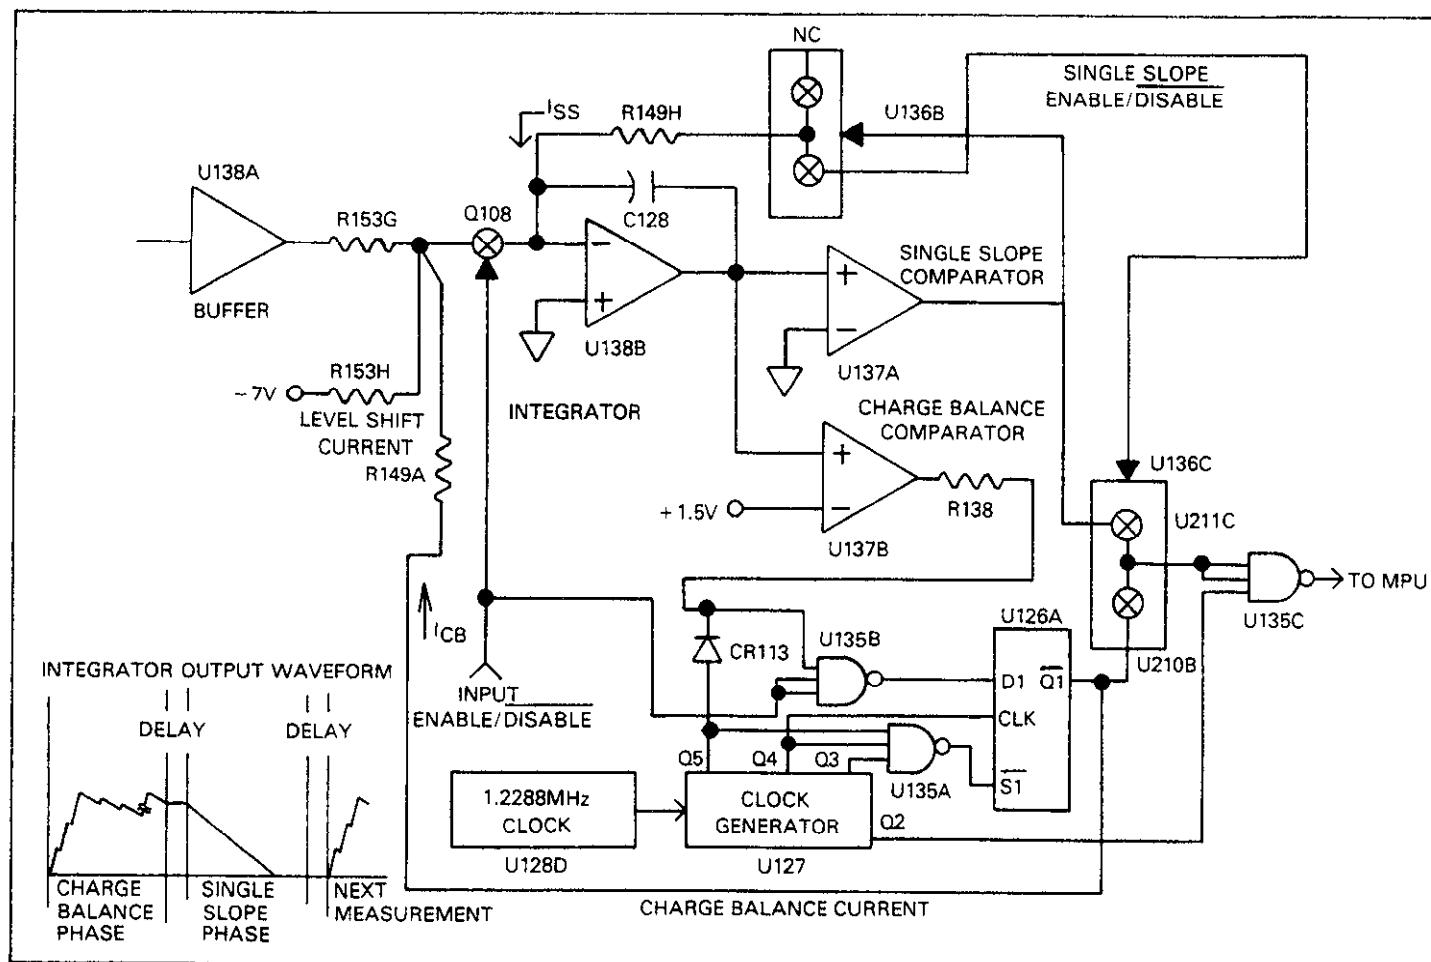 NC
SINGLE SLOPE
ENABLE/DISABLE
ISS
R149H
U136B
U138A
R153G
Q108
C128
SINGLE SLOPE
COMPARATOR
BUFFER
U138B
U137A
R153H
-7V
LEVEL SHIFT
CURRENT
INTEGRATOR
CHARGE BALANCE
COMPARATOR
R149A
U136C
+1.5V
R138
U211C
U137B
TO MPU
U126A
U135C
ICB
U135B
CR113
U210B
INTEGRATOR OUTPUT WAVEFORM
D1
Q1
INPUT
ENABLE/DISABLE
CLK
DELAY
DELAY
Q5
Q4
Q3
U135A
S1
1.2288MHz
CLOCK
CLOCK
GENERATOR
Q2
U128D
U127
CHARGE
BALANCE
PHASE
SINGLE
SLOPE
PHASE
NEXT
MEASUREMENT
CHARGE BALANCE CURRENT
+
-
+
-
+
-